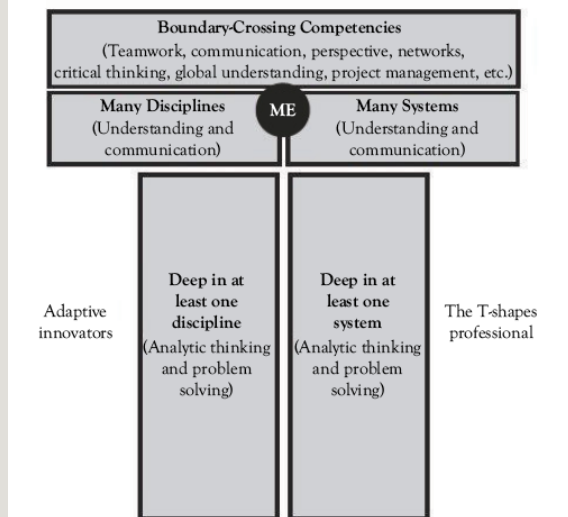 Boundary-Crossing Competencies
(Teamwork, communication, perspective, networks,
critical thinking, global understanding, project management, etc.)
Many Disciplines
(Understanding and
communication)
ME
Many Systems
(Understanding and
communication)
Adaptive
innovators
Deep in at
least one
discipline
(Analytic thinking
and problem
solving)
Deep in at
least one
system
(Analytic thinking
and problem
solving)
The T-shapes
professional